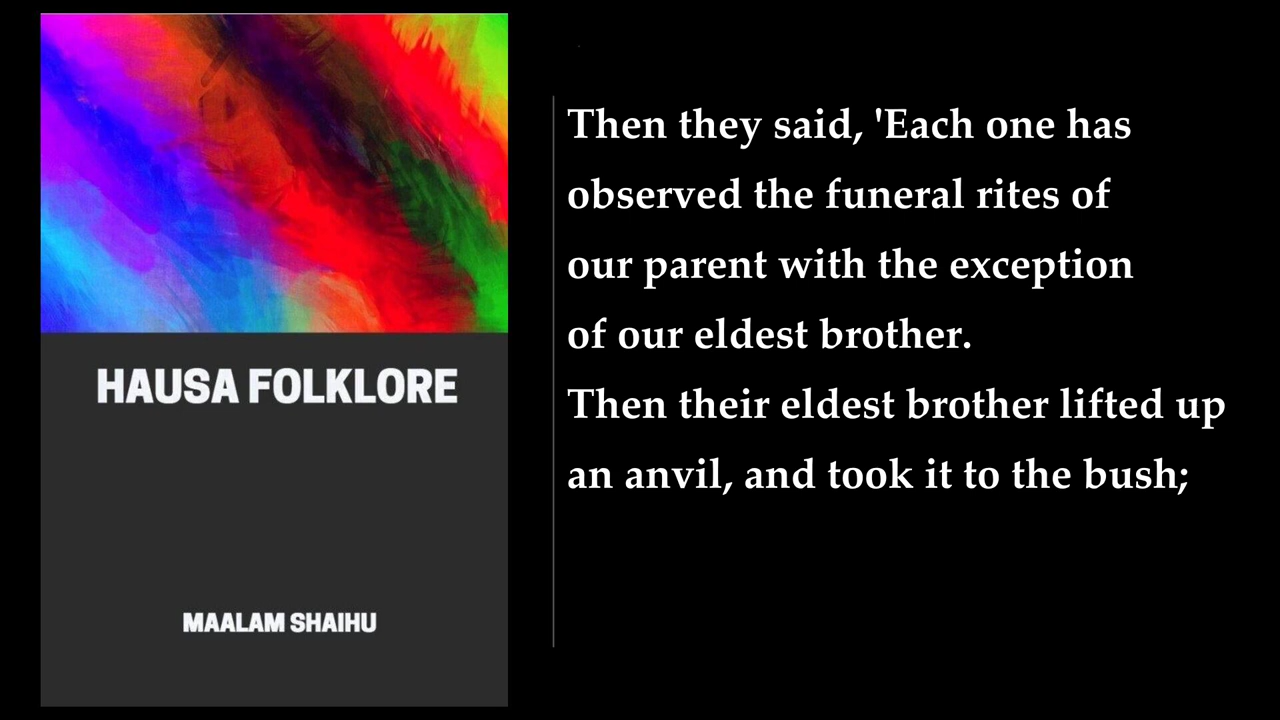 HAUSA FOLKLORE
MAALAM SHAIHU
Then they said, 'Each one has
observed the funeral rites of
our parent with the exception
of our eldest brother.
Then their eldest brother lifted up
an anvil, and took it to the bush;